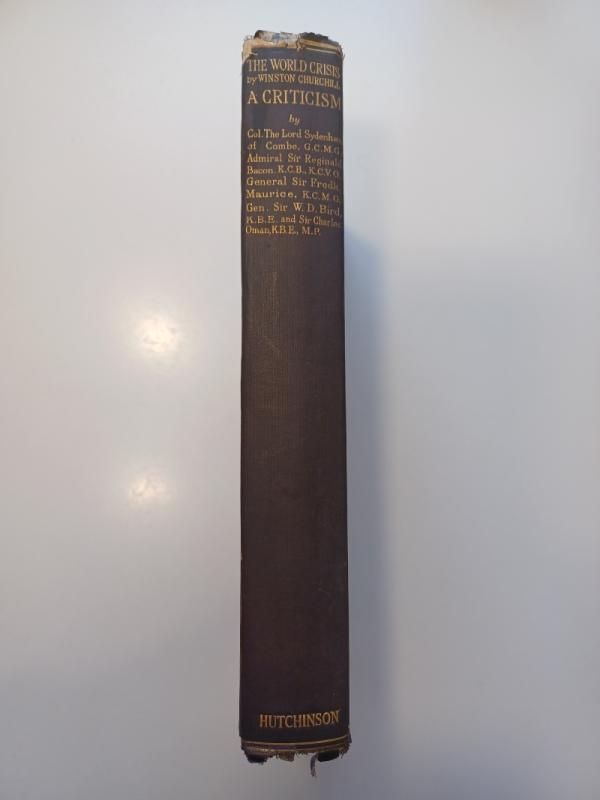 THE WORLD CRISIS
by WINSTON CHURCHILL
A CRITICISM
by
Col. The Lord Sydenham
of Combe, G.C.M.G.
Admiral Sir Reginald
Bacon, K.C.B., K.C.V.O.
General Sir Fredk.
Maurice, K.C.M.G.
Gen. Sir W. D. Bird,
K.B.E. and Sir Charles
Oman, K.B.E., M.P.
HUTCHINSON